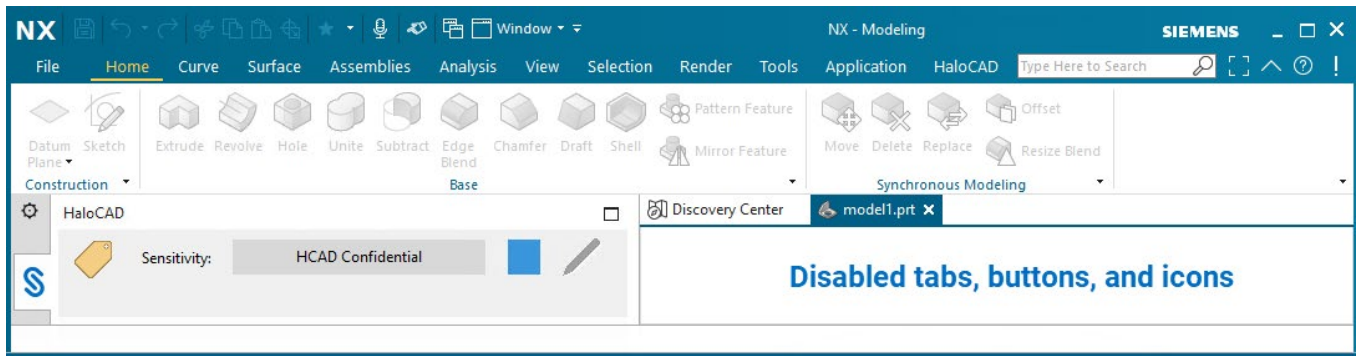 NX Window NX - Modeling SIEMENS
File Home Curve Surface Assemblies Analysis View Selection Render Tools Application HaloCAD Type Here to Search
Pattern Feature Offset
Datum Plane Sketch Extrude Revolve Hole Unite Subtract Edge Blend Chamfer Draft Shell Mirror Feature Move Delete Replace Resize Blend
Construction Base Synchronous Modeling
HaloCAD Discovery Center model1.prt
Sensitivity: HCAD Confidential
Disabled tabs, buttons, and icons